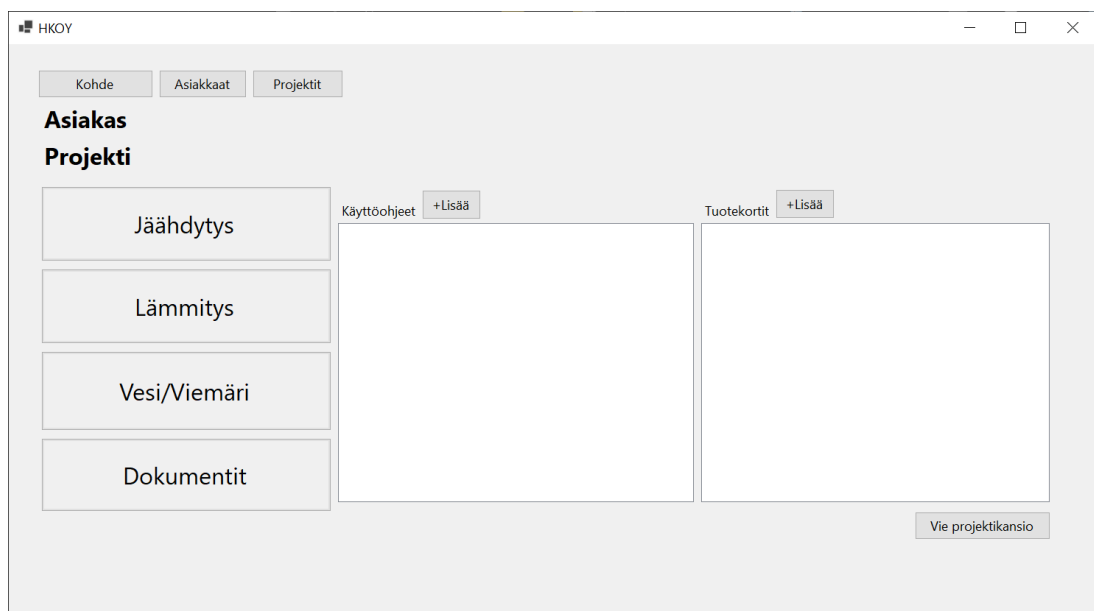 HKOY
Kohde Asiakkaat Projektit
Asiakas
Projekti
Jäähdytys
Lämmitys
Vesi/Viemäri
Dokumentit
Käyttöohjeet +Lisää
Tuotekortit +Lisää
Vie projektikansio